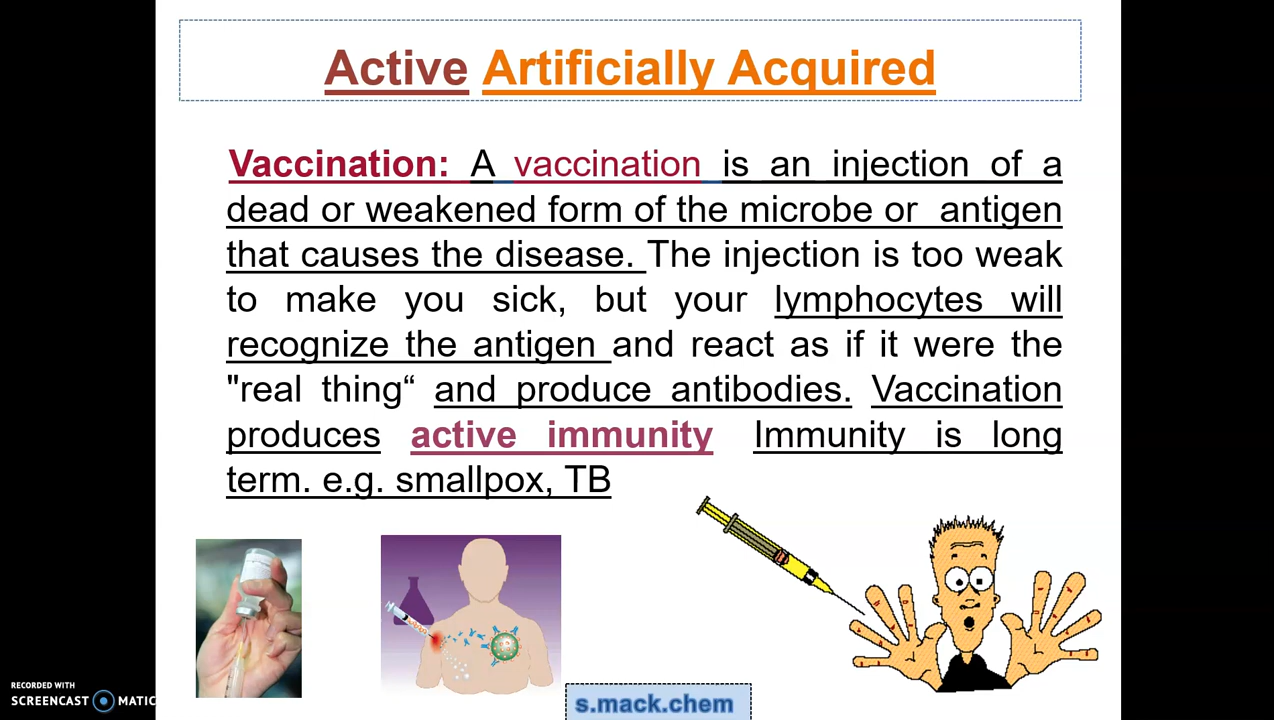 Active Artificially Acquired
Vaccination: A vaccination is an injection of a
dead or weakened form of the microbe or antigen
that causes the disease. The injection is too weak
to make you sick, but your lymphocytes will
recognize the antigen and react as if it were the
"real thing“ and produce antibodies. Vaccination
produces active immunity Immunity is long
term. e.g. smallpox, TB
s.mack.chem
RECORDED WITH
SCREENCAST MATIC